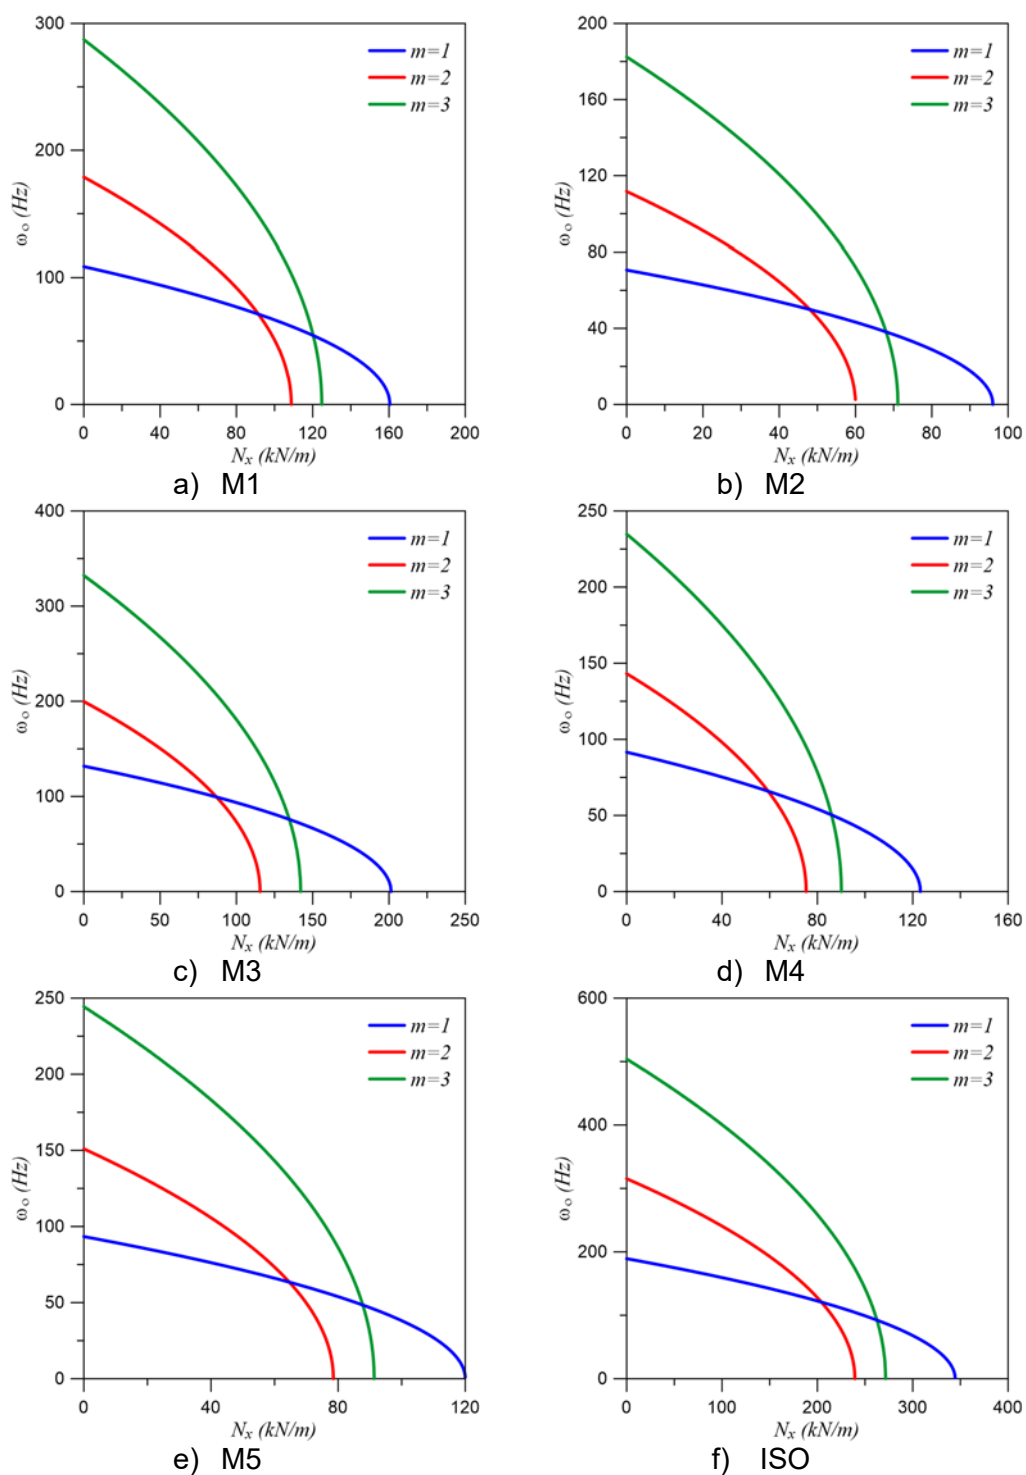 300
200
100
0
ω₀ (Hz)
m=1
m=2
m=3
0 40 80 120 160 200
Nₓ (kN/m)
a) M1
200
160
120
80
40
0
ω₀ (Hz)
m=1
m=2
m=3
0 20 40 60 80 100
Nₓ (kN/m)
b) M2
400
300
200
100
0
ω₀ (Hz)
m=1
m=2
m=3
0 50 100 150 200 250
Nₓ (kN/m)
c) M3
250
200
150
100
50
0
ω₀ (Hz)
m=1
m=2
m=3
0 40 80 120 160
Nₓ (kN/m)
d) M4
250
200
150
100
50
0
ω₀ (Hz)
m=1
m=2
m=3
0 40 80 120
Nₓ (kN/m)
e) M5
600
400
200
0
ω₀ (Hz)
m=1
m=2
m=3
0 100 200 300 400
Nₓ (kN/m)
f) ISO